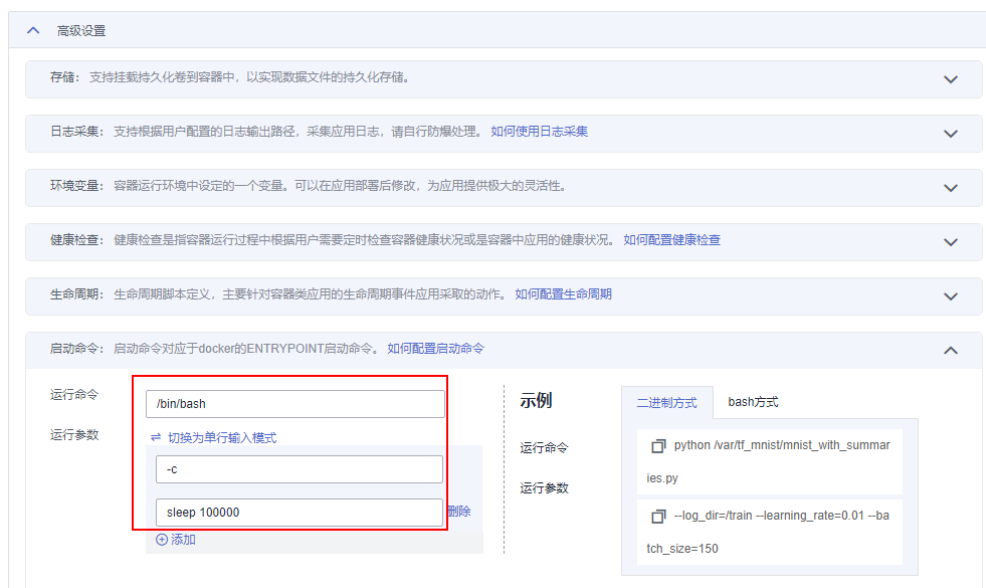 高级设置
存储： 支持挂载持久化卷到容器中，以实现数据文件的持久化存储。
日志采集： 支持根据用户配置的日志输出路径，采集应用日志，请自行防爆处理。 如何使用日志采集
环境变量： 容器运行环境中设定的一个变量。可以在应用部署后修改，为应用提供极大的灵活性。
健康检查： 健康检查是指容器运行过程中根据用户需要定时检查容器健康状况或是容器中应用的健康状况。 如何配置健康检查
生命周期： 生命周期脚本定义，主要针对容器类应用的生命周期事件应用采取的动作。 如何配置生命周期
启动命令： 启动命令对应于docker的ENTRYPOINT启动命令。 如何配置启动命令
运行命令
/bin/bash
运行参数
切换为单行输入模式
-c
sleep 100000
删除
添加
示例
二进制方式 bash方式
运行命令
python /var/tf_mnist/mnist_with_summar
ies.py
运行参数
--log_dir=/train --learning_rate=0.01 --ba
tch_size=150